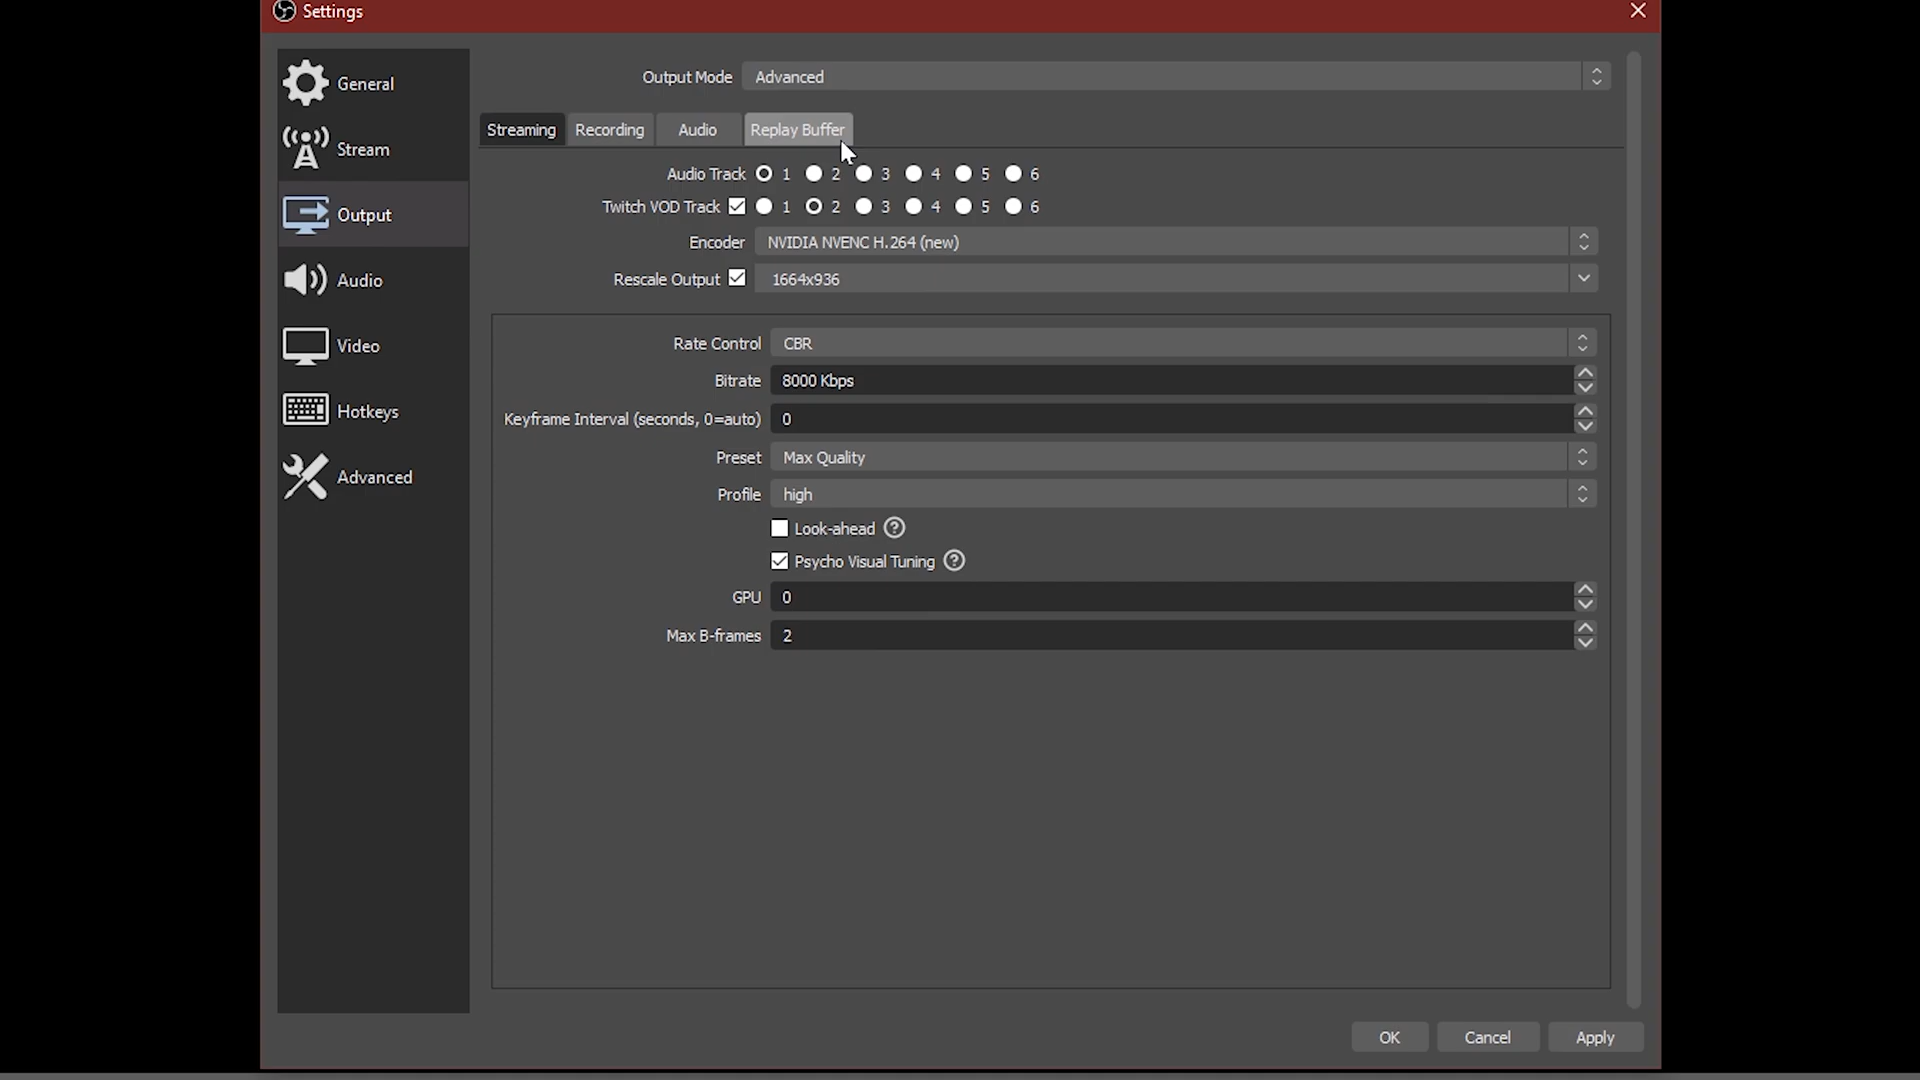 Settings
General
Stream
Output
Audio
Video
Hotkeys
Advanced
Output Mode Advanced
Streaming Recording Audio Replay Buffer
Audio Track 1 2 3 4 5 6
Twitch VOD Track 1 2 3 4 5 6
Encoder NVIDIA NVENC H.264 (new)
Rescale Output 1664x936
Rate Control CBR
Bitrate 8000 Kbps
Keyframe Interval (seconds, 0=auto) 0
Preset Max Quality
Profile high
Look-ahead ?
Psycho Visual Tuning ?
GPU 0
Max B-frames 2
OK Cancel Apply